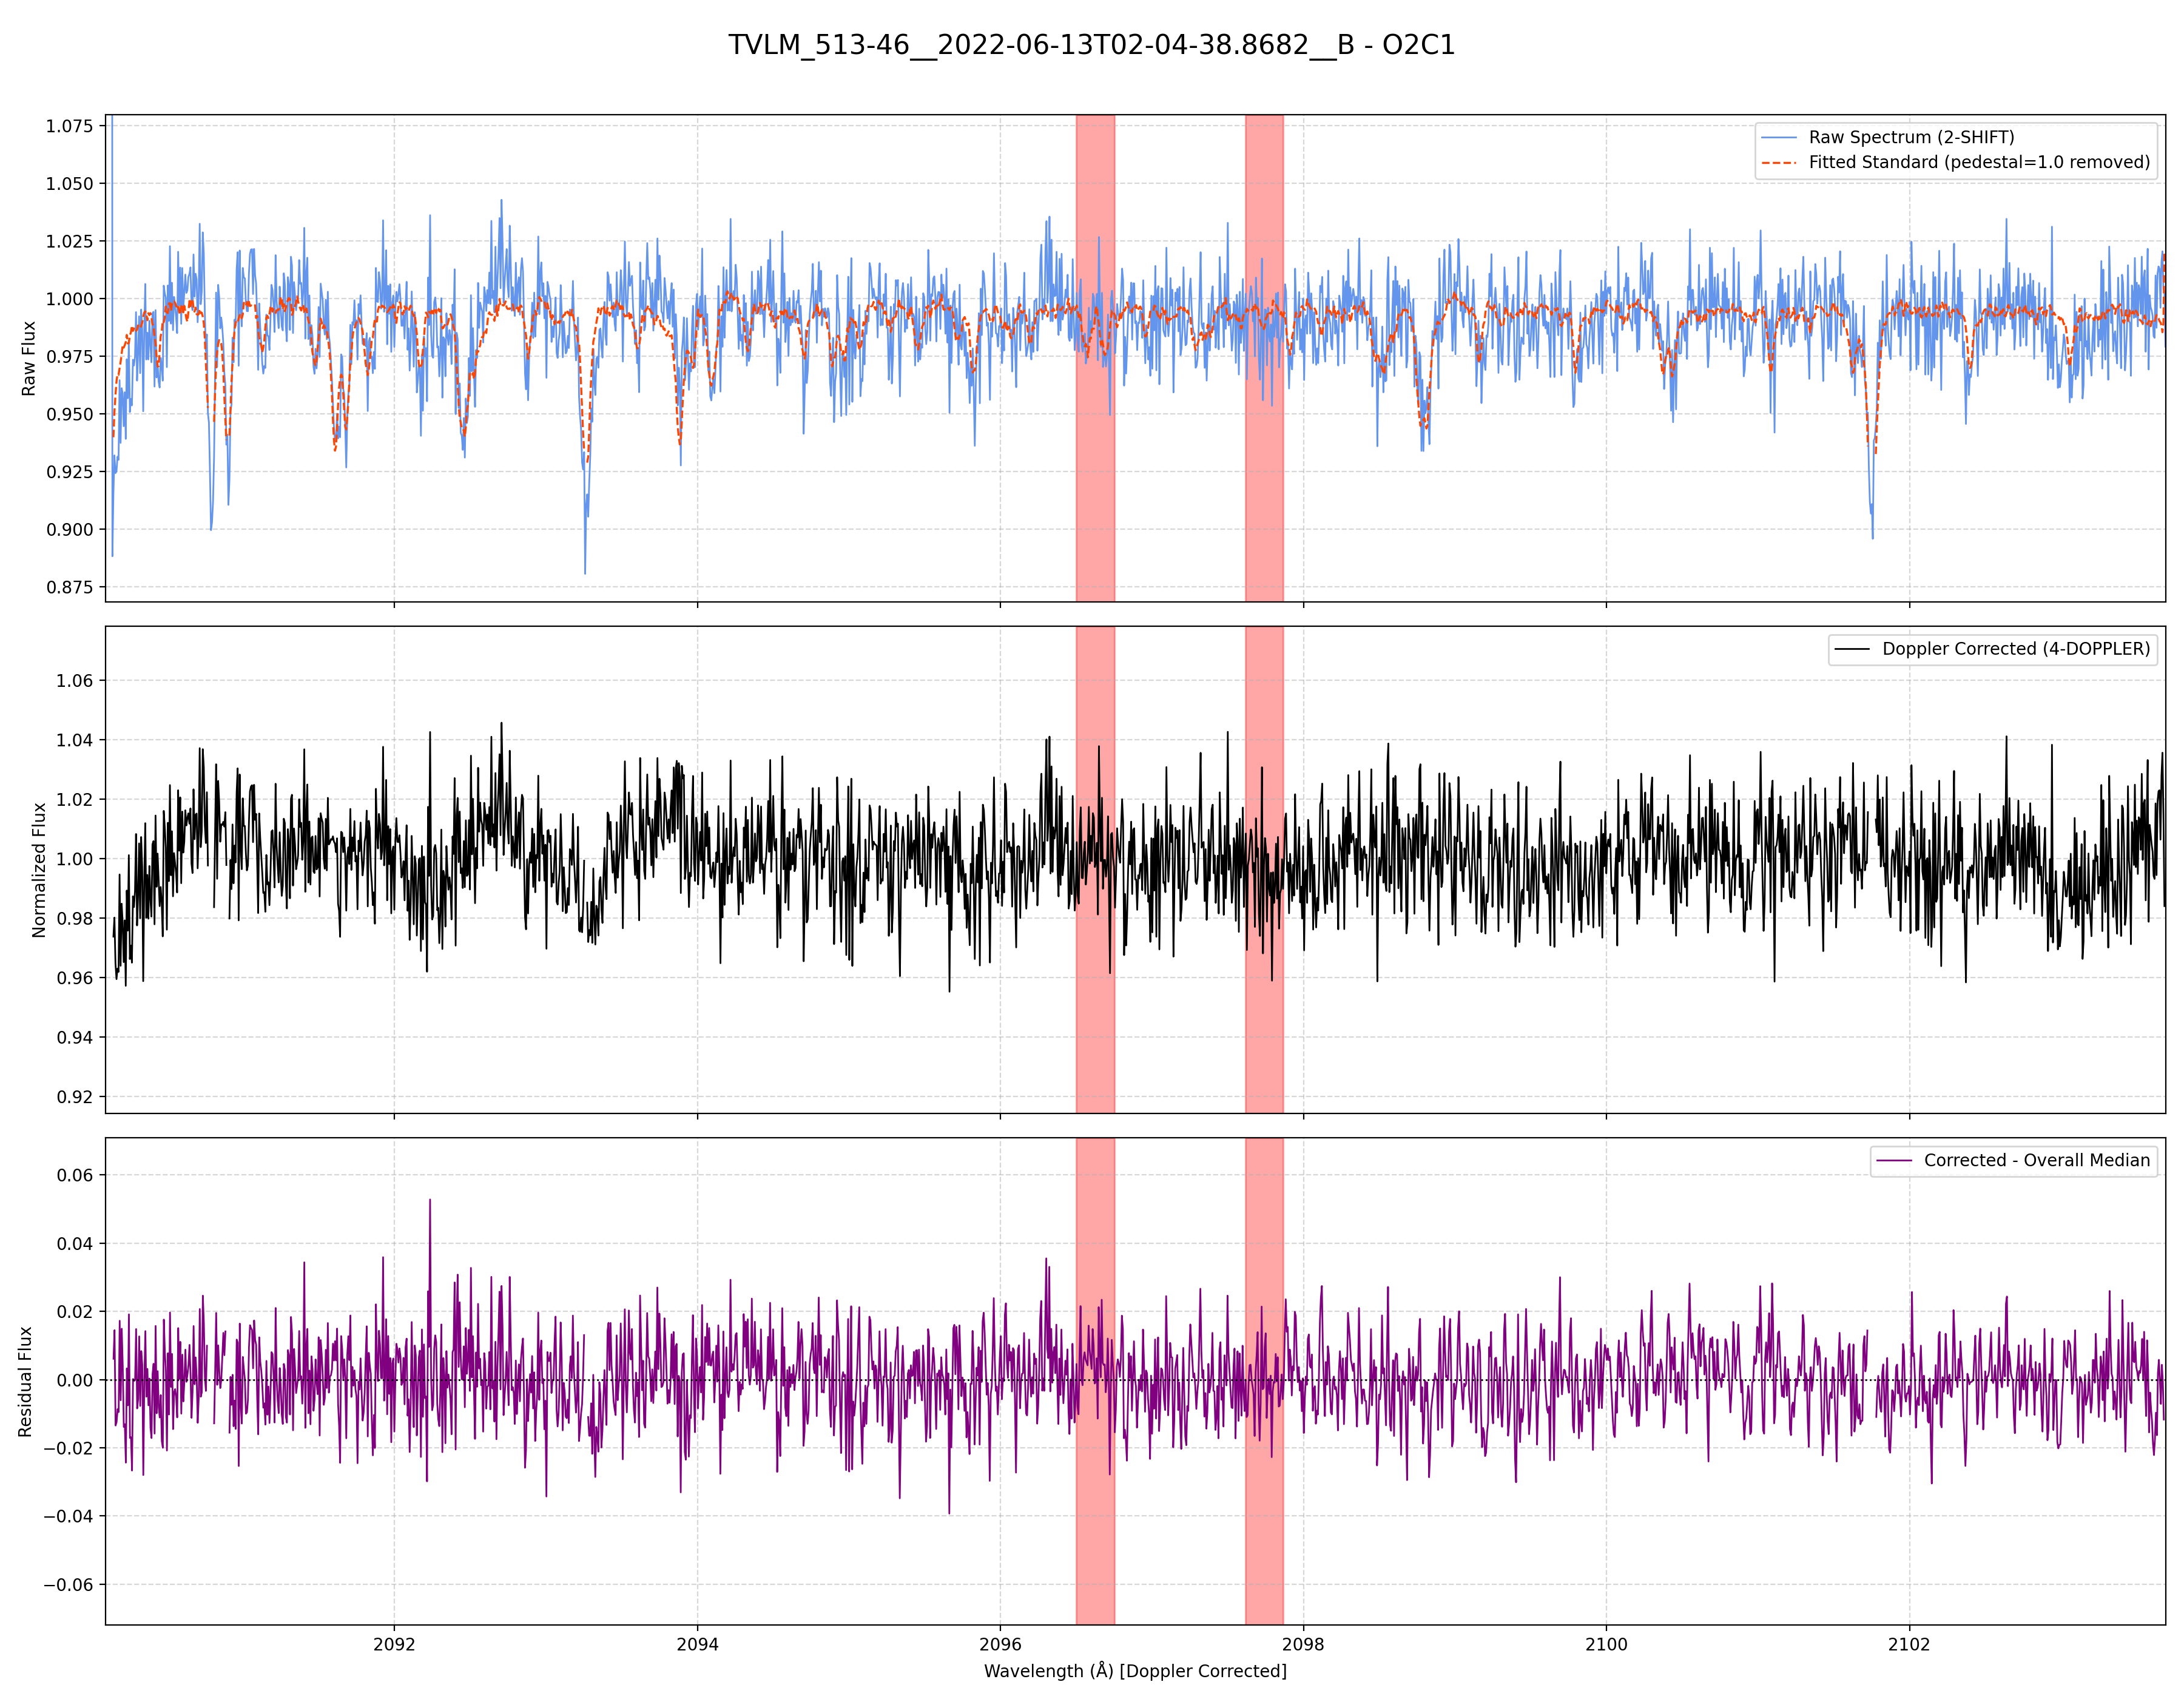 TVLM_513-46__2022-06-13T02-04-38.8682__B - O2C1
1.075
1.050
1.025
1.000
0.975
0.950
0.925
0.900
0.875
Raw Flux
Raw Spectrum (2-SHIFT)
Fitted Standard (pedestal=1.0 removed)
1.06
1.04
1.02
1.00
0.98
0.96
0.94
0.92
Normalized Flux
Doppler Corrected (4-DOPPLER)
0.06
0.04
0.02
0.00
−0.02
−0.04
−0.06
Residual Flux
Corrected - Overall Median
2092 2094 2096 2098 2100 2102
Wavelength (Å) [Doppler Corrected]